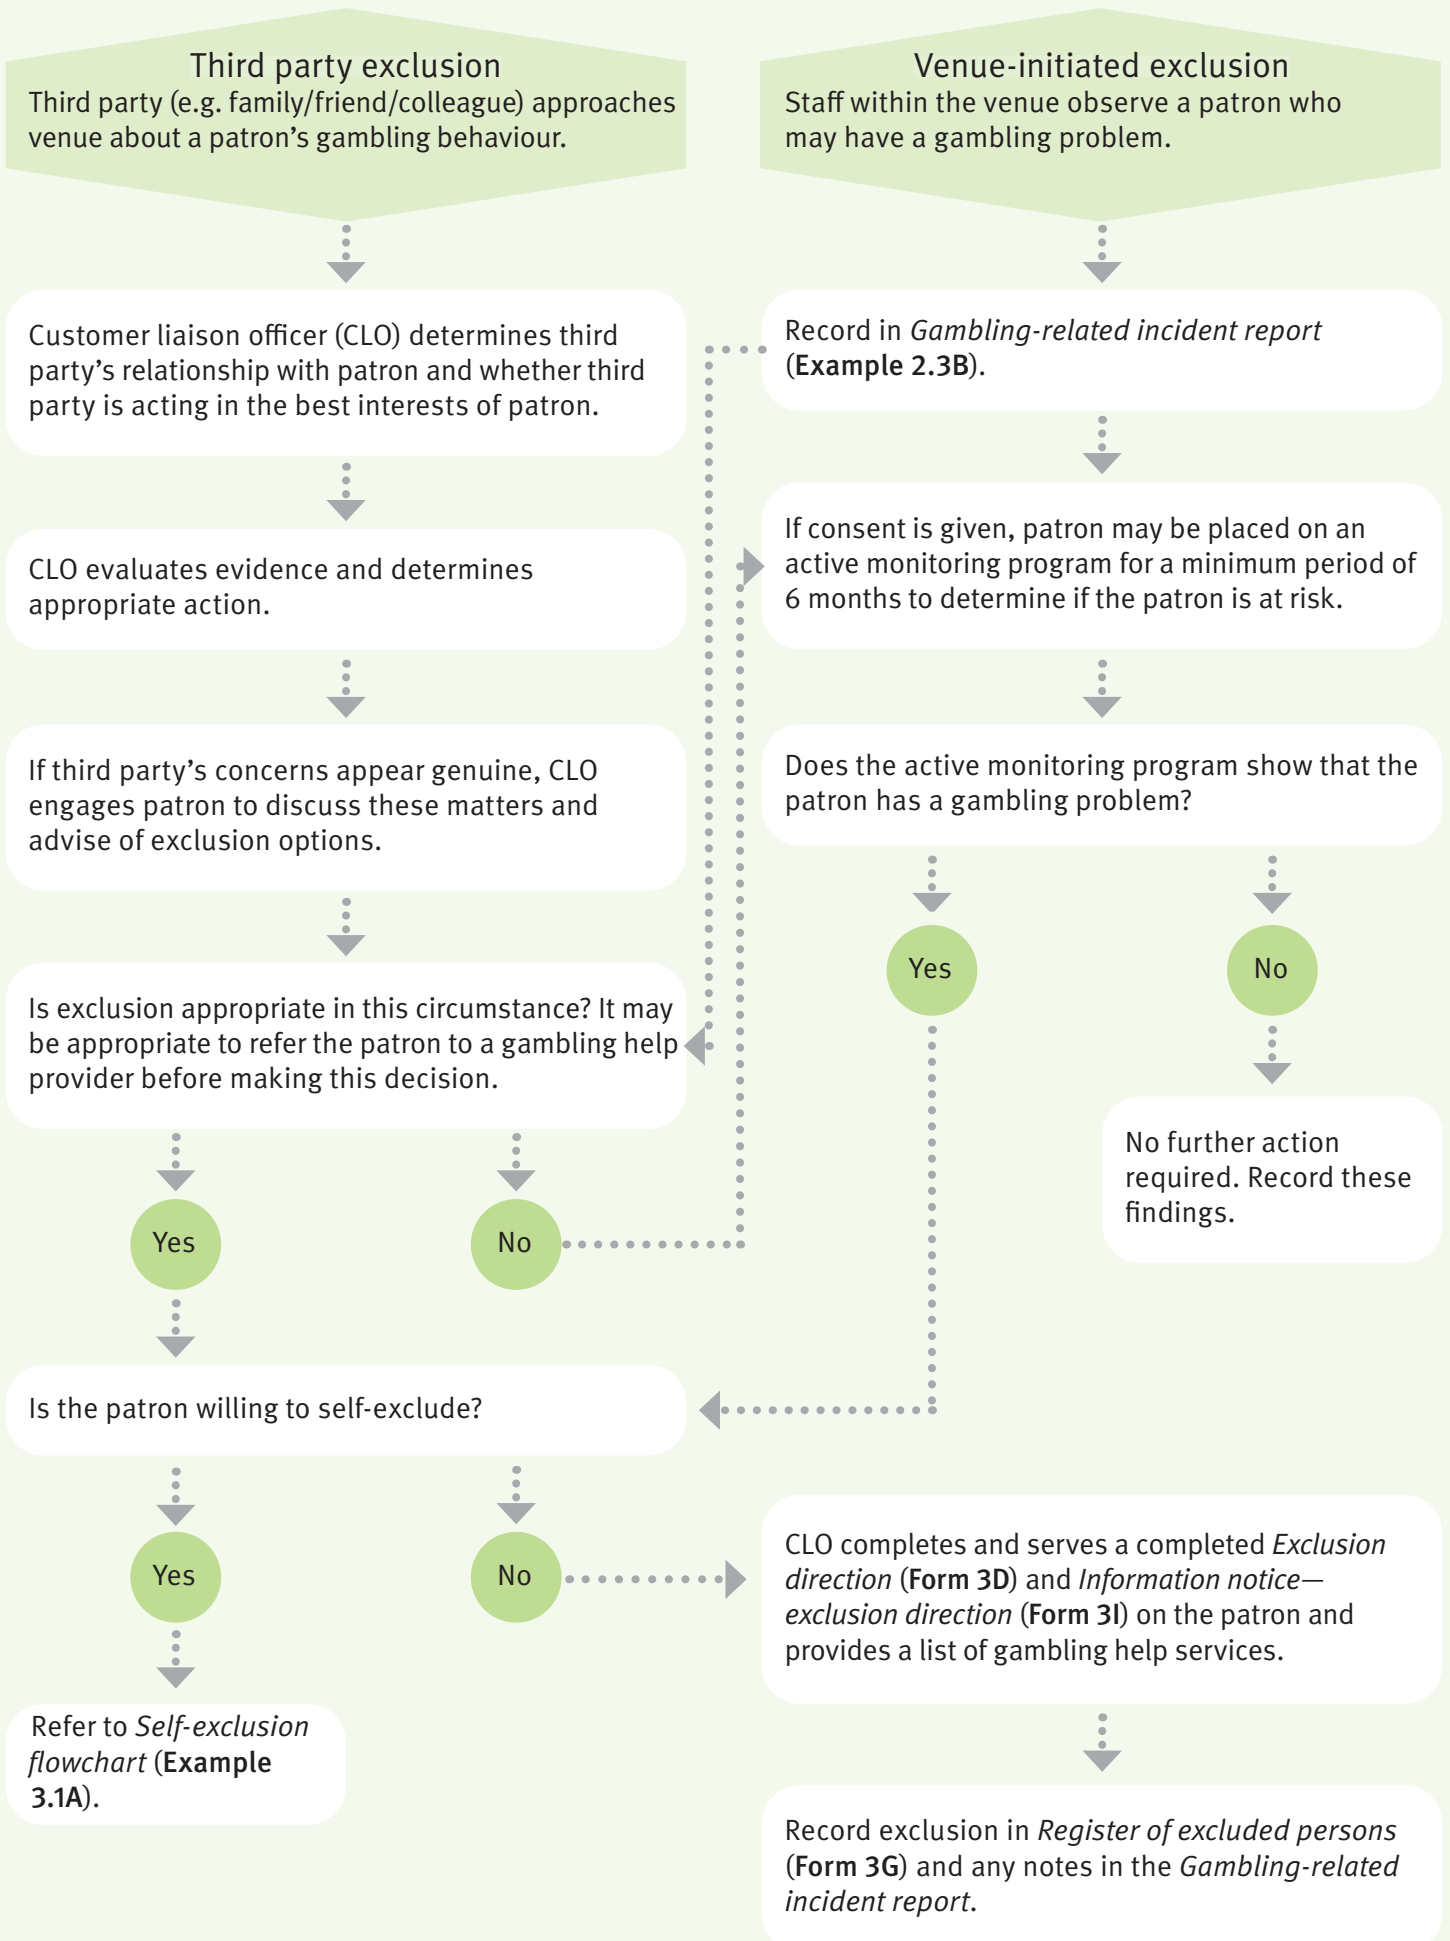 Third party exclusion
Third party (e.g. family/friend/colleague) approaches
venue about a patron’s gambling behaviour.
Venue-initiated exclusion
Staff within the venue observe a patron who
may have a gambling problem.
Customer liaison officer (CLO) determines third
party’s relationship with patron and whether third
party is acting in the best interests of patron.
Record in Gambling-related incident report
(Example 2.3B).
CLO evaluates evidence and determines
appropriate action.
If consent is given, patron may be placed on an
active monitoring program for a minimum period of
6 months to determine if the patron is at risk.
If third party’s concerns appear genuine, CLO
engages patron to discuss these matters and
advise of exclusion options.
Does the active monitoring program show that the
patron has a gambling problem?
Yes
No
Is exclusion appropriate in this circumstance? It may
be appropriate to refer the patron to a gambling help
provider before making this decision.
No further action
required. Record these
findings.
Yes
No
Is the patron willing to self-exclude?
Yes
No
CLO completes and serves a completed Exclusion
direction (Form 3D) and Information notice—
exclusion direction (Form 3I) on the patron and
provides a list of gambling help services.
Refer to Self-exclusion
flowchart (Example
3.1A).
Record exclusion in Register of excluded persons
(Form 3G) and any notes in the Gambling-related
incident report.